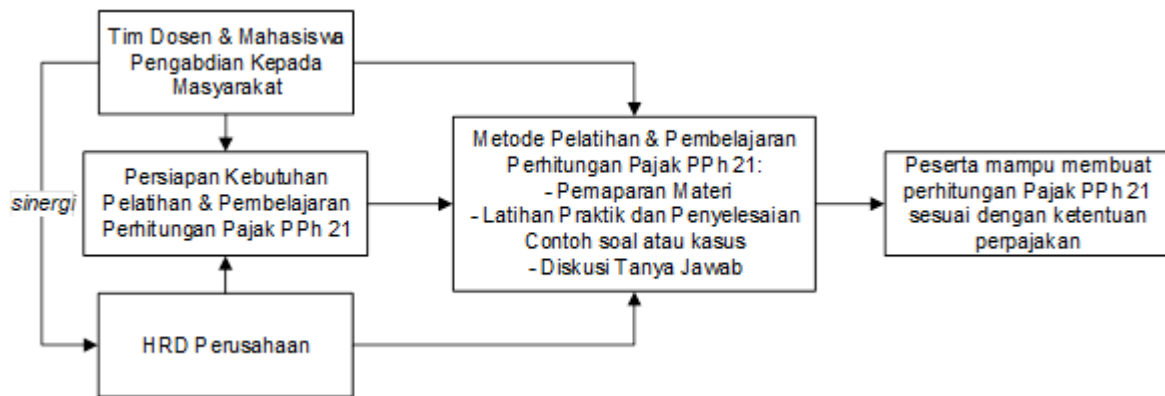 Tim Dosen & Mahasiswa
Pengabdian Kepada
Masyarakat
sinergi
Persiapan Kebutuhan
Pelatihan & Pembelajaran
Perhitungan Pajak PPh 21
HRD Perusahaan
Metode Pelatihan & Pembelajaran
Perhitungan Pajak PPh 21:
- Pemaparan Materi
- Latihan Praktik dan Penyelesaian
Contoh soal atau kasus
- Diskusi Tanya Jawab
Peserta mampu membuat
perhitungan Pajak PPh 21
sesuai dengan ketentuan
perpajakan